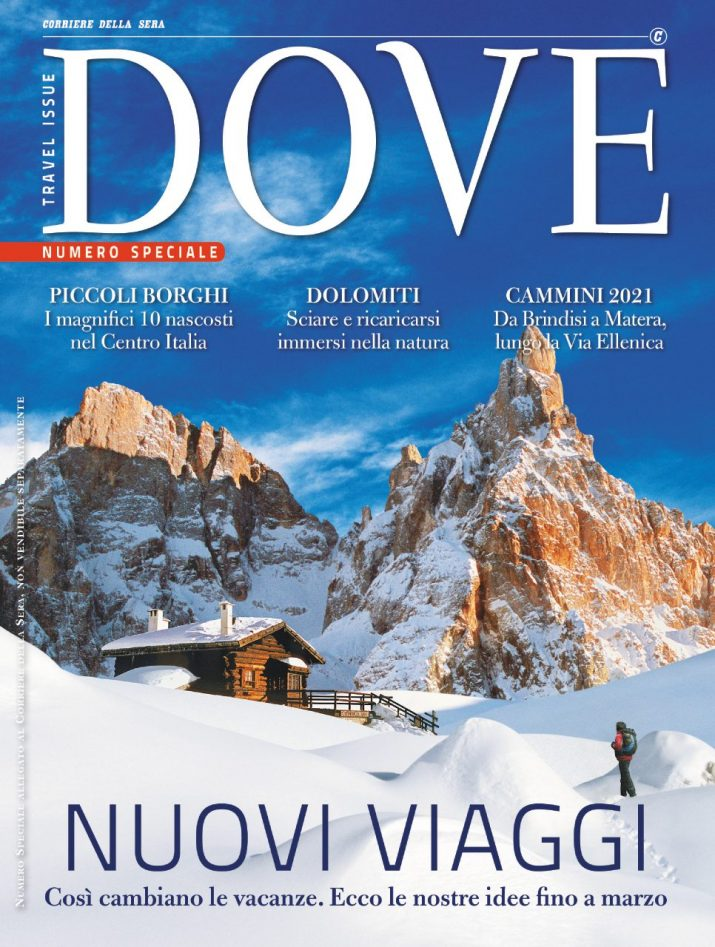 CORRIERE DELLA SERA
C
TRAVEL ISSUE
DOVE
NUMERO SPECIALE
PICCOLI BORGHI
I magnifici 10 nascosti
nel Centro Italia
DOLOMITI
Sciare e ricaricarsi
immersi nella natura
CAMMINI 2021
Da Brindisi a Matera,
lungo la Via Ellenica
NUMERO SPECIALE ALLEGATO AL CORRIERE DELLA SERA, NON VENDIBILE SEPARATAMENTE
NUOVI VIAGGI
Così cambiano le vacanze. Ecco le nostre idee fino a marzo